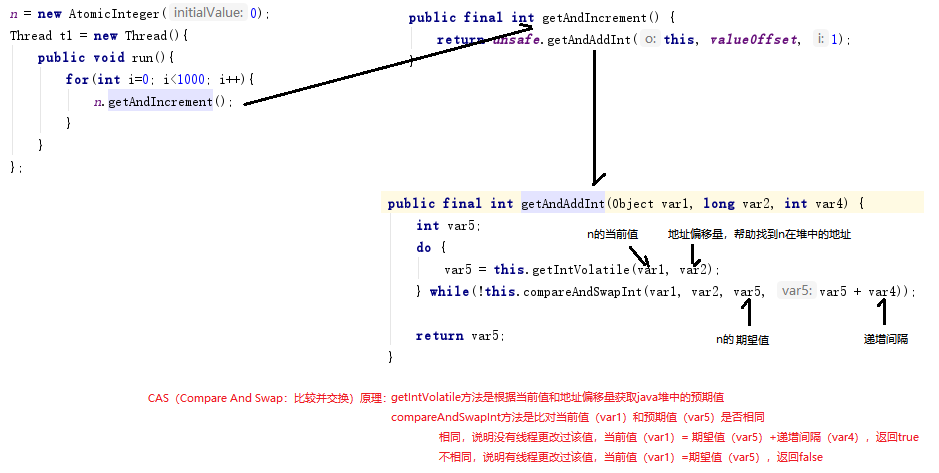 n = new AtomicInteger( initialValue: 0);
Thread t1 = new Thread(){
public void run(){
for(int i=0; i<1000; i++){
n.getAndIncrement();
}
}
};
public final int getAndIncrement() {
return unsafe.getAndAddInt( o: this, valueOffset, i: 1);
}
public final int getAndAddInt(Object var1, long var2, int var4) {
int var5;
n的当前值 地址偏移量，帮助找到n在堆中的地址
do {
var5 = this.getIntVolatile(var1, var2);
} while(!this.compareAndSwapInt(var1, var2, var5, var5: var5 + var4));
return var5;
n的 期望值 递增间隔
}
CAS（Compare And Swap：比较并交换）原理：getIntVolatile方法是根据当前值和地址偏移量获取java堆中的预期值
compareAndSwapInt方法是比对当前值（var1）和预期值（var5）是否相同
相同，说明没有线程更改过该值，当前值（var1）= 期望值（var5）+递增间隔（var4），返回true
不相同，说明有线程更改过该值，当前值（var1）=期望值（var5），返回false